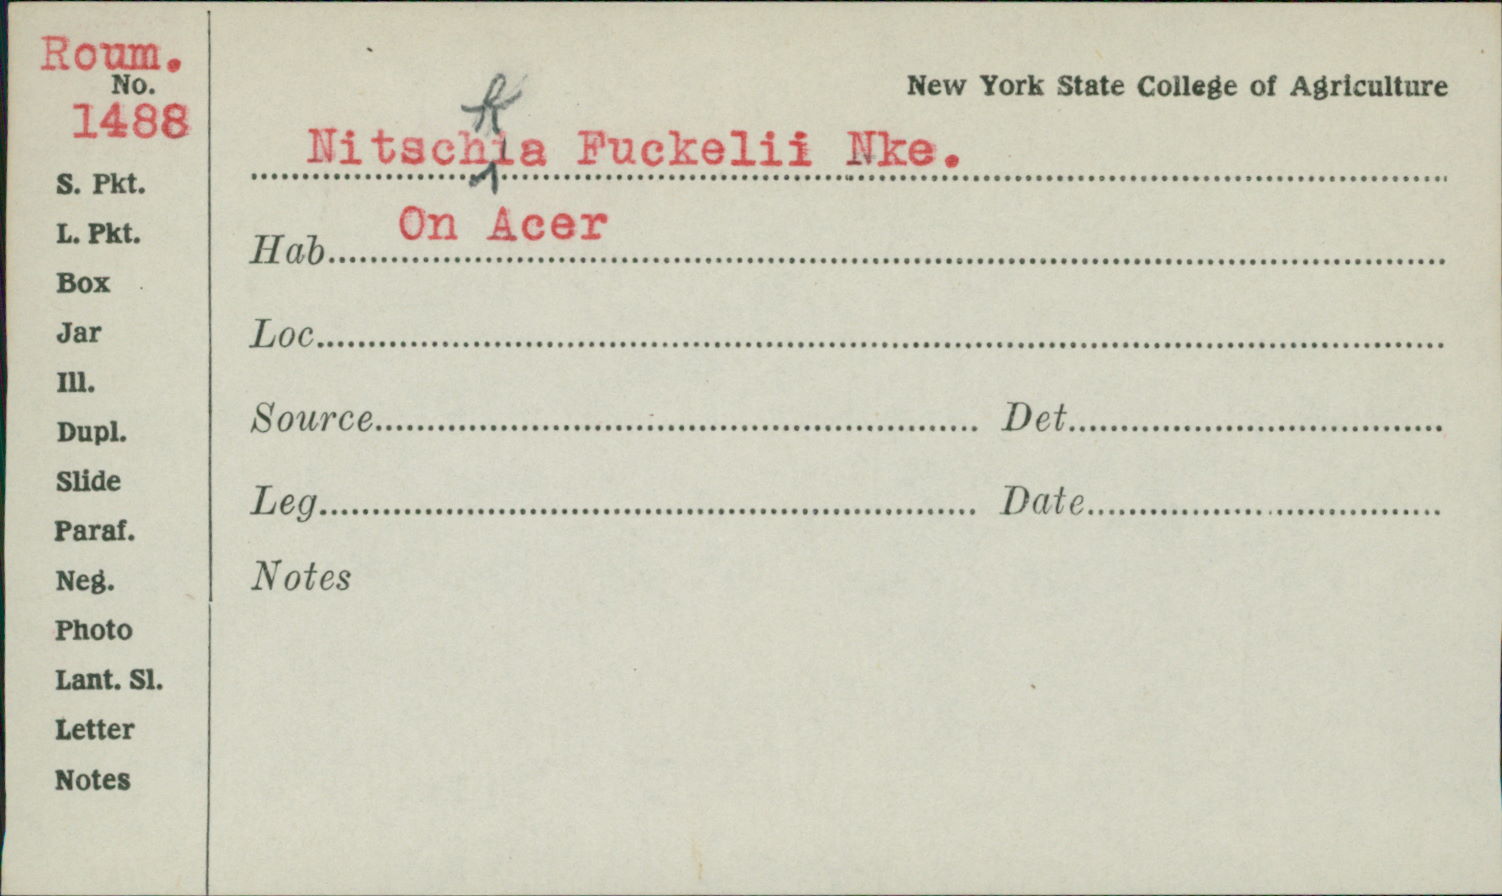 Roum.
No.
1488
New York State College of Agriculture
k
Nitschia Fuckelii Nke.
On Acer
Hab
Loc
Source Det
Leg Date
Notes
S. Pkt.
L. Pkt.
Box
Jar
Ill.
Dupl.
Slide
Paraf.
Neg.
Photo
Lant. Sl.
Letter
Notes